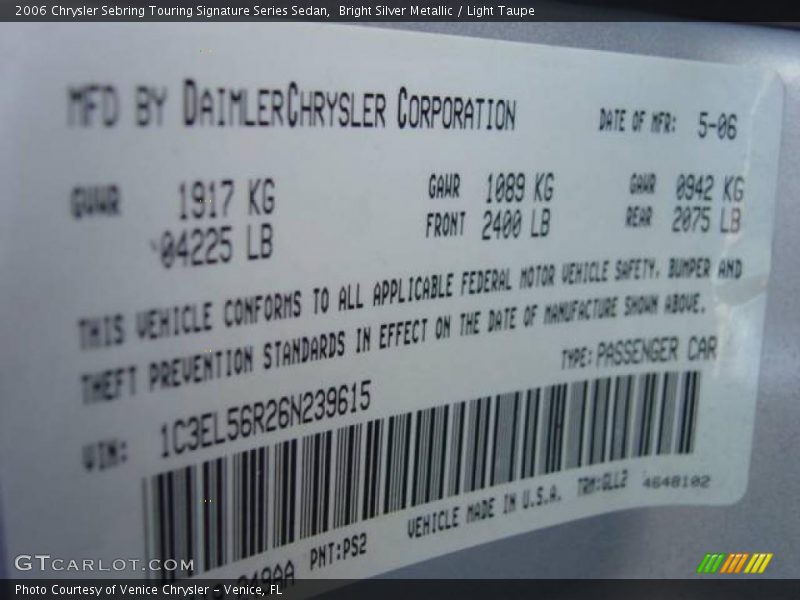 2006 Chrysler Sebring Touring Signature Series Sedan, Bright Silver Metallic / Light Taupe
MFD BY DAIMLERCHRYSLER CORPORATION DATE OF MFR: 5-06
GVWR 1917 KG GAWR 1089 KG GAWR 0942 KG
04225 LB FRONT 2400 LB REAR 2075 LB
THIS VEHICLE CONFORMS TO ALL APPLICABLE FEDERAL MOTOR VEHICLE SAFETY, BUMPER AND
THEFT PREVENTION STANDARDS IN EFFECT ON THE DATE OF MANUFACTURE SHOWN ABOVE.
VIN: 1C3EL56R26N239615 TYPE: PASSENGER CAR
PNT:PS2 VEHICLE MADE IN U.S.A. TRM:QLL2 4648102
GTCARLOT.COM
Photo Courtesy of Venice Chrysler - Venice, FL